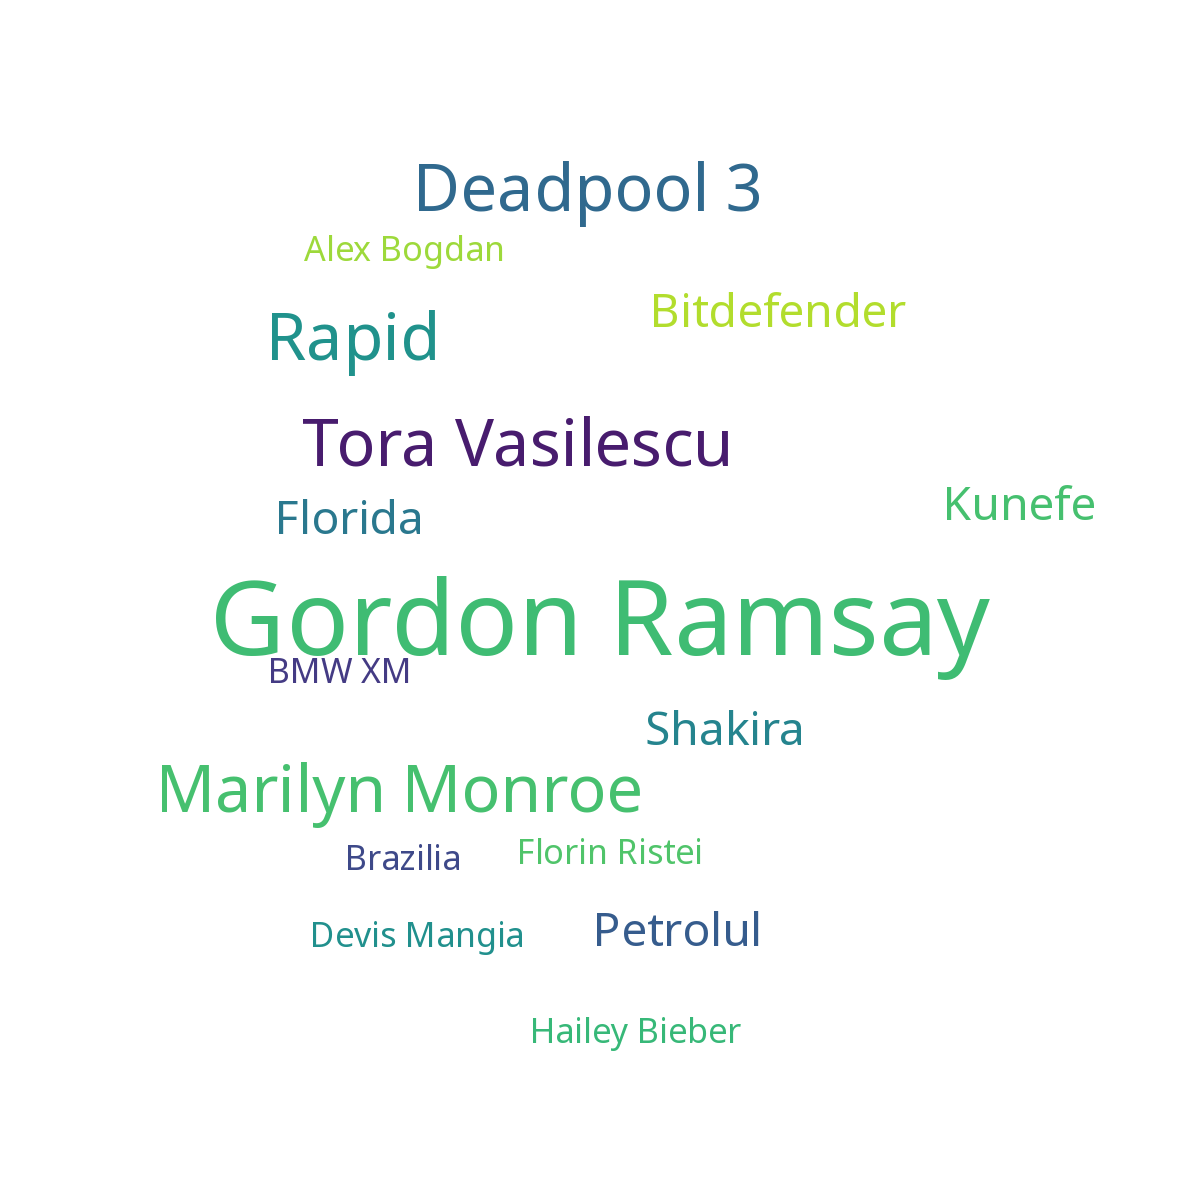 Deadpool 3
Alex Bogdan
Bitdefender
Rapid
Tora Vasilescu
Kunefe
Florida
Gordon Ramsay
BMW XM
Shakira
Marilyn Monroe
Brazilia
Florin Ristei
Devis Mangia
Petrolul
Hailey Bieber